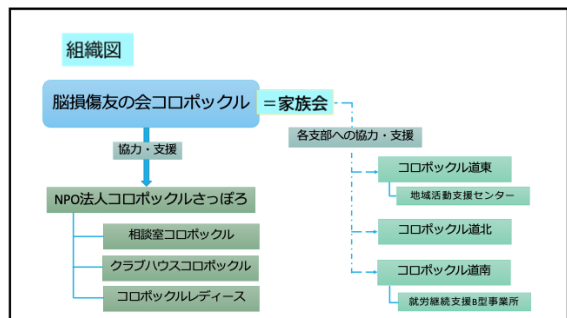 組織図
脳損傷友の会コロポックル
＝家族会
協力・支援
各支部への協力・支援
NPO法人コロポックルさっぽろ
相談室コロポックル
クラブハウスコロポックル
コロポックルレディース
コロポックル道東
地域活動支援センター
コロポックル道北
コロポックル道南
就労継続支援B型事業所